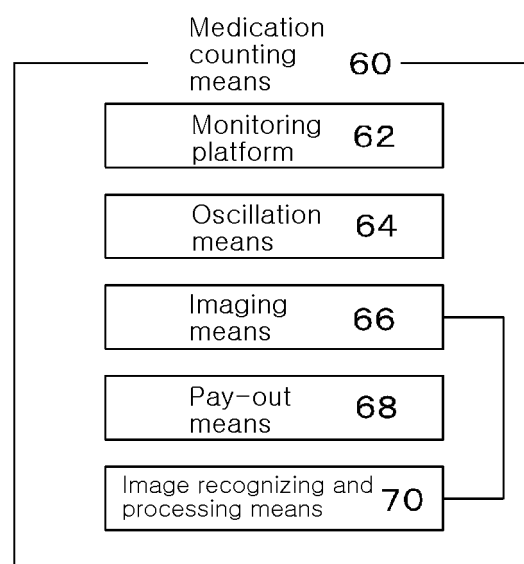 Medication
counting
means 60
Monitoring
platform 62
Oscillation
means 64
Imaging
means 66
Pay-out
means 68
Image recognizing and
processing means 70